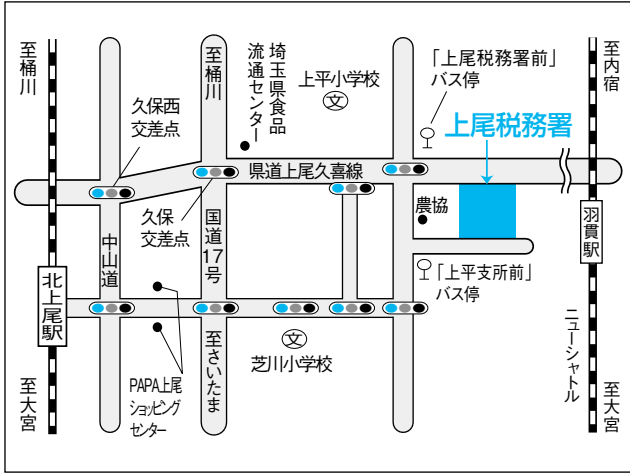 至桶川
久保西
交差点
至桶川
埼玉県食品
流通センター
上平小学校
文
「上尾税務署前」
バス停
至内宿
上尾税務署
県道上尾久喜線
久保
交差点
中山道
国道17号
農協
羽貫駅
「上平支所前」
バス停
北上尾駅
文
芝川小学校
至さいたま
PAPA上尾
ショッピング
センター
ニューシャトル
至大宮
至大宮